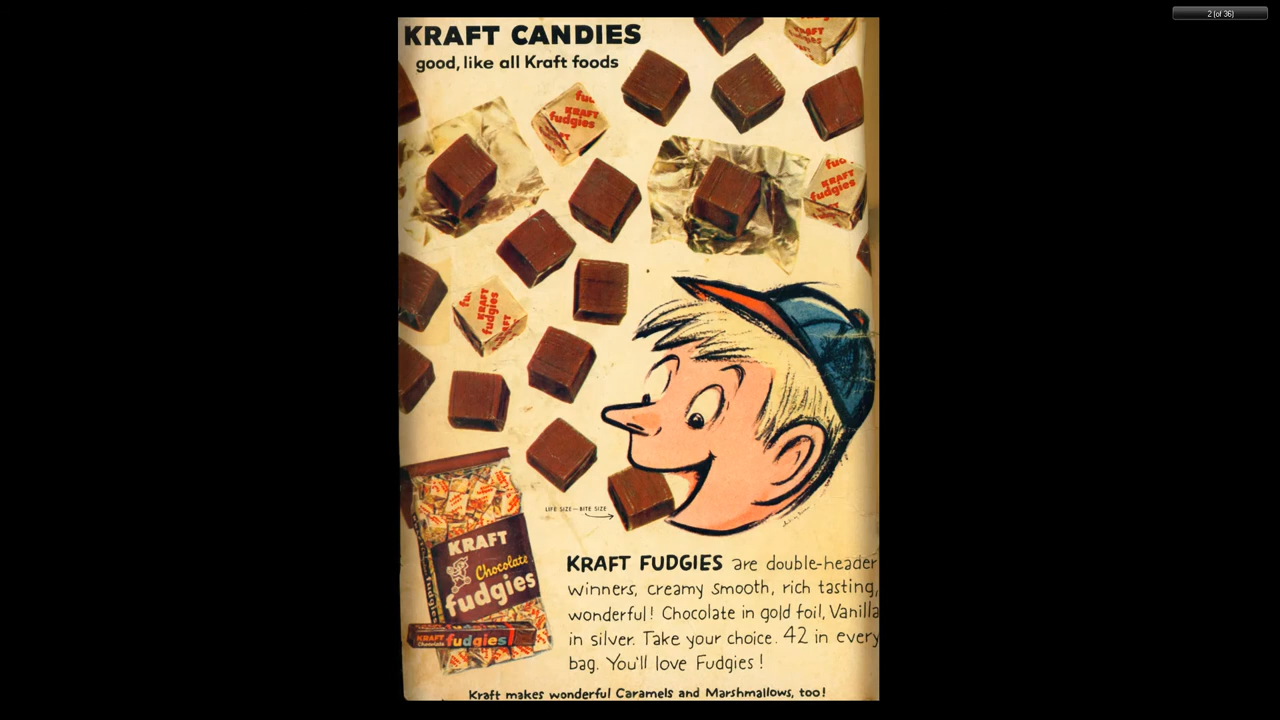 2 (of 36)
KRAFT CANDIES
good, like all Kraft foods
fu
KRAFT
fudgies
fu
KRAFT
fudgies
fu
KRAFT
fudgies
LIFE SIZE—BITE SIZE
KRAFT
Chocolate
fudgies
KRAFT
Chocolate fudgies
KRAFT FUDGIES are double-header
winners, creamy smooth, rich tasting,
wonderful! Chocolate in gold foil, Vanilla
in silver. Take your choice. 42 in every
bag. You'll love Fudgies!
Kraft makes wonderful Caramels and Marshmallows, too!